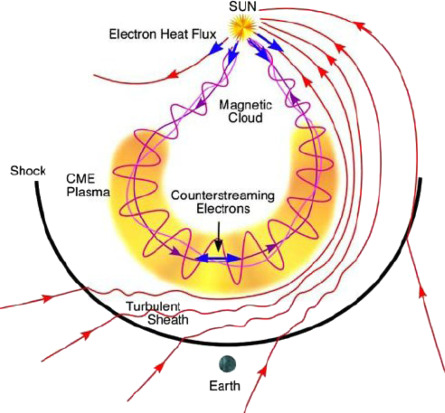 SUN
Electron Heat Flux
Magnetic
Cloud
Shock
CME
Plasma
Counterstreaming
Electrons
Turbulent
Sheath
Earth